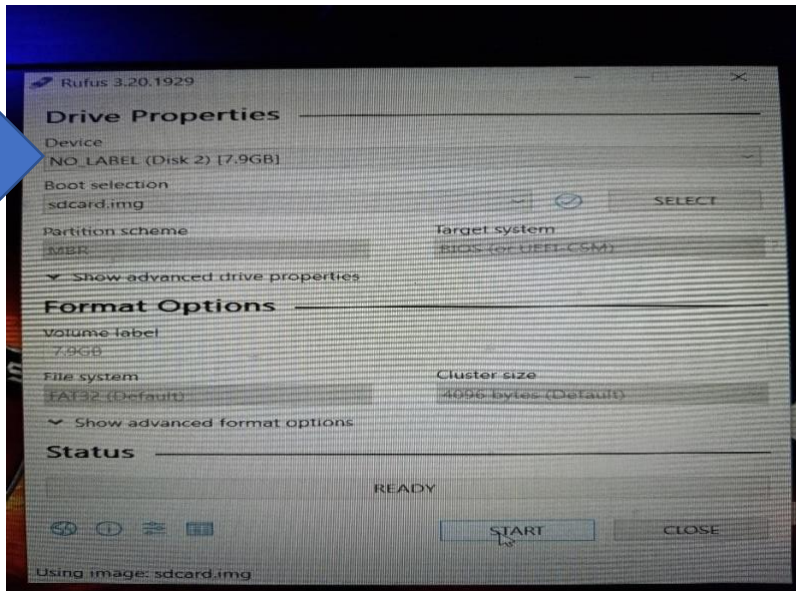 Rufus 3.20.1929
Drive Properties
Device
NO_LABEL (Disk 2) [7.9GB]
Boot selection
sdcard.img
SELECT
Partition scheme
Target system
MBR
BIOS (or UEFI-CSM)
Show advanced drive properties
Format Options
Volume label
7.9GB
File system
Cluster size
FAT32 (Default)
4096 bytes (Default)
Show advanced format options
Status
READY
START
CLOSE
Using image: sdcard.img